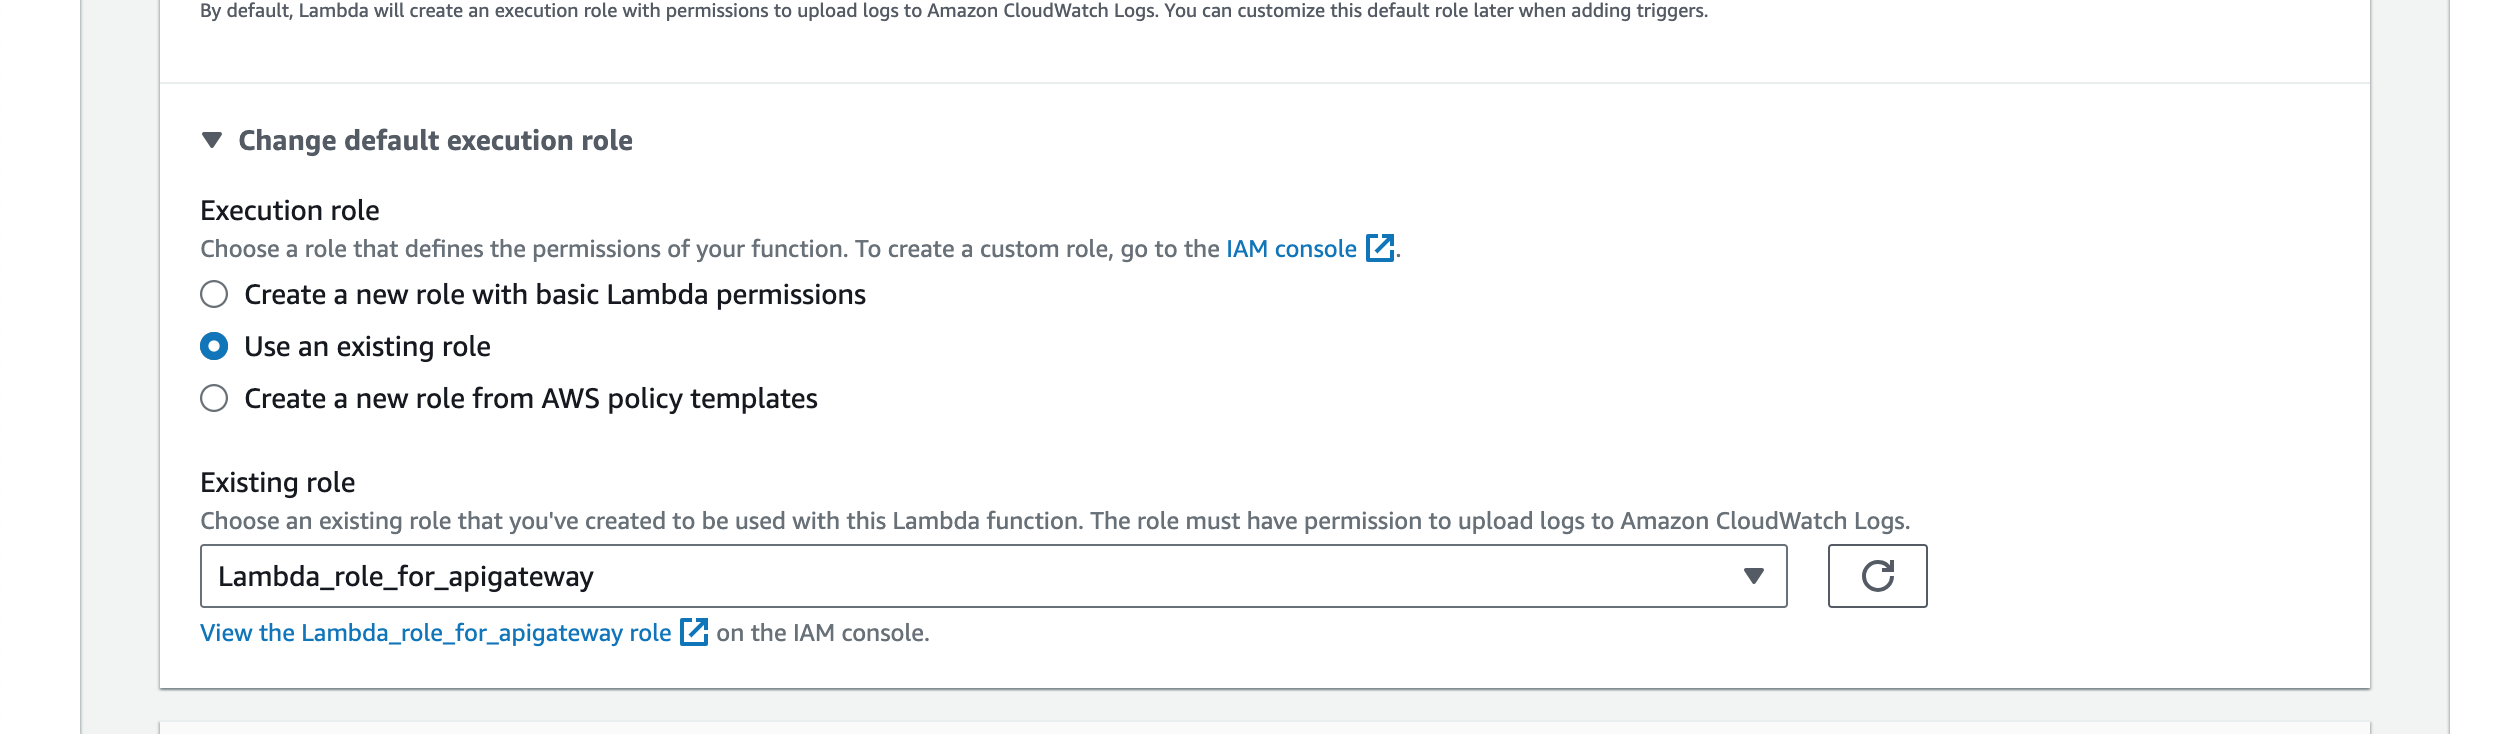 By default, Lambda will create an execution role with permissions to upload logs to Amazon CloudWatch Logs. You can customize this default role later when adding triggers.
Change default execution role
Execution role
Choose a role that defines the permissions of your function. To create a custom role, go to the IAM console.
Create a new role with basic Lambda permissions
Use an existing role
Create a new role from AWS policy templates
Existing role
Choose an existing role that you've created to be used with this Lambda function. The role must have permission to upload logs to Amazon CloudWatch Logs.
Lambda_role_for_apigateway
View the Lambda_role_for_apigateway role on the IAM console.